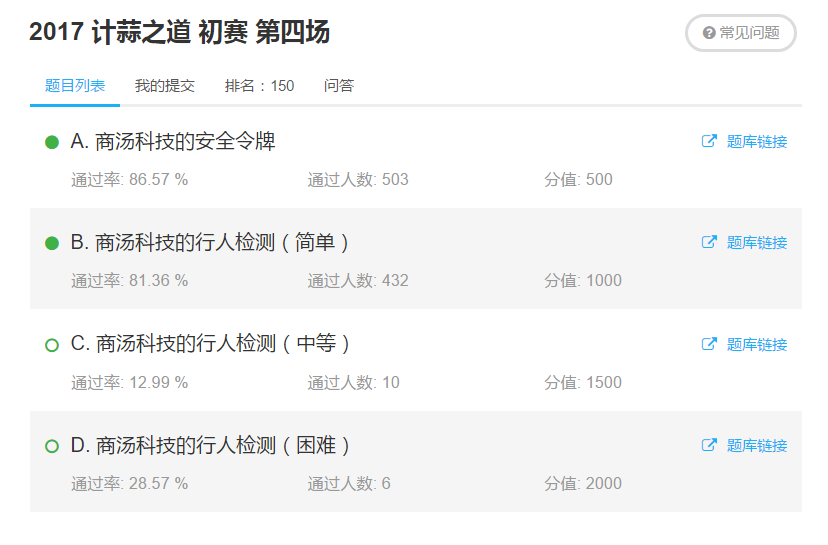 2017 计蒜之道 初赛 第四场
常见问题
题目列表 我的提交 排名：150 问答
A. 商汤科技的安全令牌 题库链接
通过率: 86.57 % 通过人数: 503 分值: 500
B. 商汤科技的行人检测（简单） 题库链接
通过率: 81.36 % 通过人数: 432 分值: 1000
C. 商汤科技的行人检测（中等） 题库链接
通过率: 12.99 % 通过人数: 10 分值: 1500
D. 商汤科技的行人检测（困难） 题库链接
通过率: 28.57 % 通过人数: 6 分值: 2000